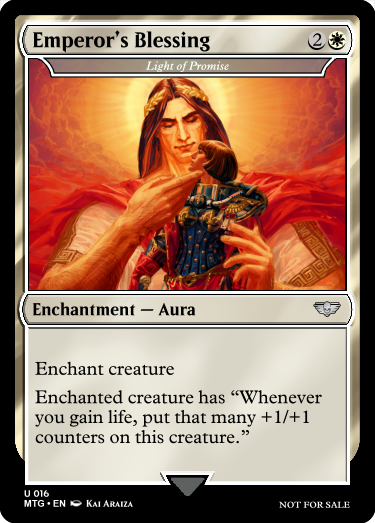 Emperor's Blessing 2
Light of Promise
Enchantment — Aura
Enchant creature
Enchanted creature has “Whenever
you gain life, put that many +1/+1
counters on this creature.”
U 016
MTG • EN Kai Araiza
NOT FOR SALE